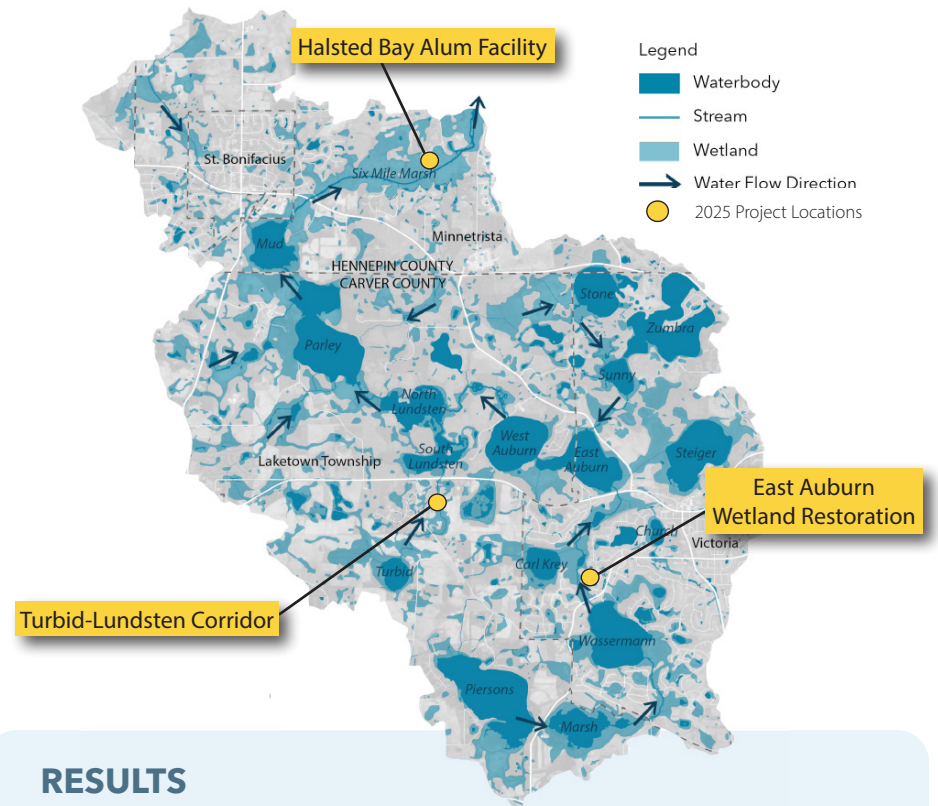 Halsted Bay Alum Facility
Legend
Waterbody
Stream
Wetland
Water Flow Direction
2025 Project Locations
St. Bonifacius
Six Mile Marsh
Minnetrista
Mud
HENNEPIN COUNTY
CARVER COUNTY
Stone
Zumbra
Parley
Sunny
North
Lundsten
West
Auburn
East
Auburn
Steiger
South
Lundsten
Laketown Township
East Auburn
Wetland Restoration
Church
Victoria
Carl Krey
Turbid
Turbid-Lundsten Corridor
Wassermann
Piersons
Marsh
RESULTS